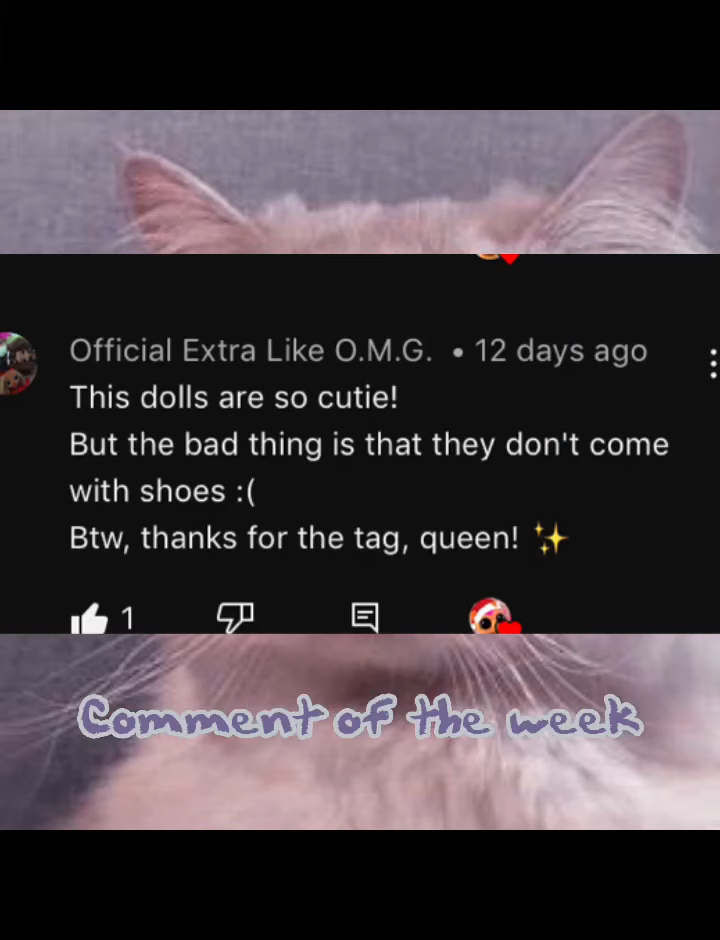 Official Extra Like O.M.G. • 12 days ago
This dolls are so cutie!
But the bad thing is that they don't come
with shoes :(
Btw, thanks for the tag, queen! ✨
1
Comment of the week